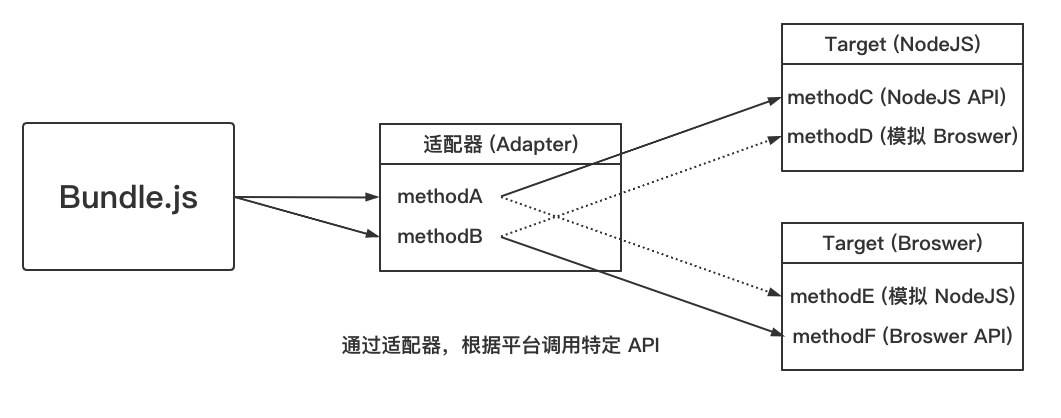 Bundle.js
适配器 (Adapter)
methodA
methodB
Target (NodeJS)
methodC (NodeJS API)
methodD (模拟 Broswer)
Target (Broswer)
methodE (模拟 NodeJS)
methodF (Broswer API)
通过适配器，根据平台调用特定 API